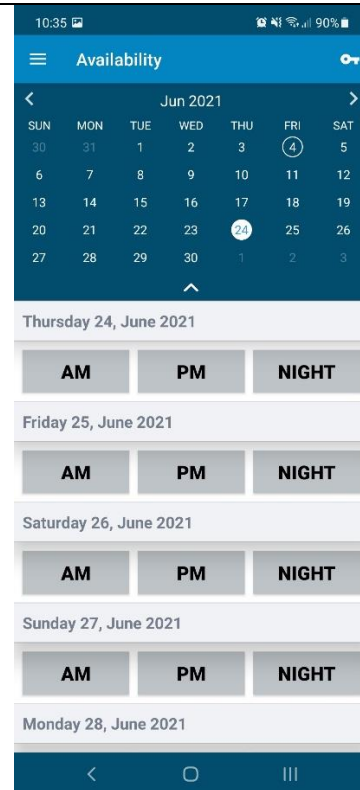 10:35 90%
Availability
Jun 2021
SUN MON TUE WED THU FRI SAT
30 31 1 2 3 4 5
6 7 8 9 10 11 12
13 14 15 16 17 18 19
20 21 22 23 24 25 26
27 28 29 30 1 2 3
Thursday 24, June 2021
AM PM NIGHT
Friday 25, June 2021
AM PM NIGHT
Saturday 26, June 2021
AM PM NIGHT
Sunday 27, June 2021
AM PM NIGHT
Monday 28, June 2021